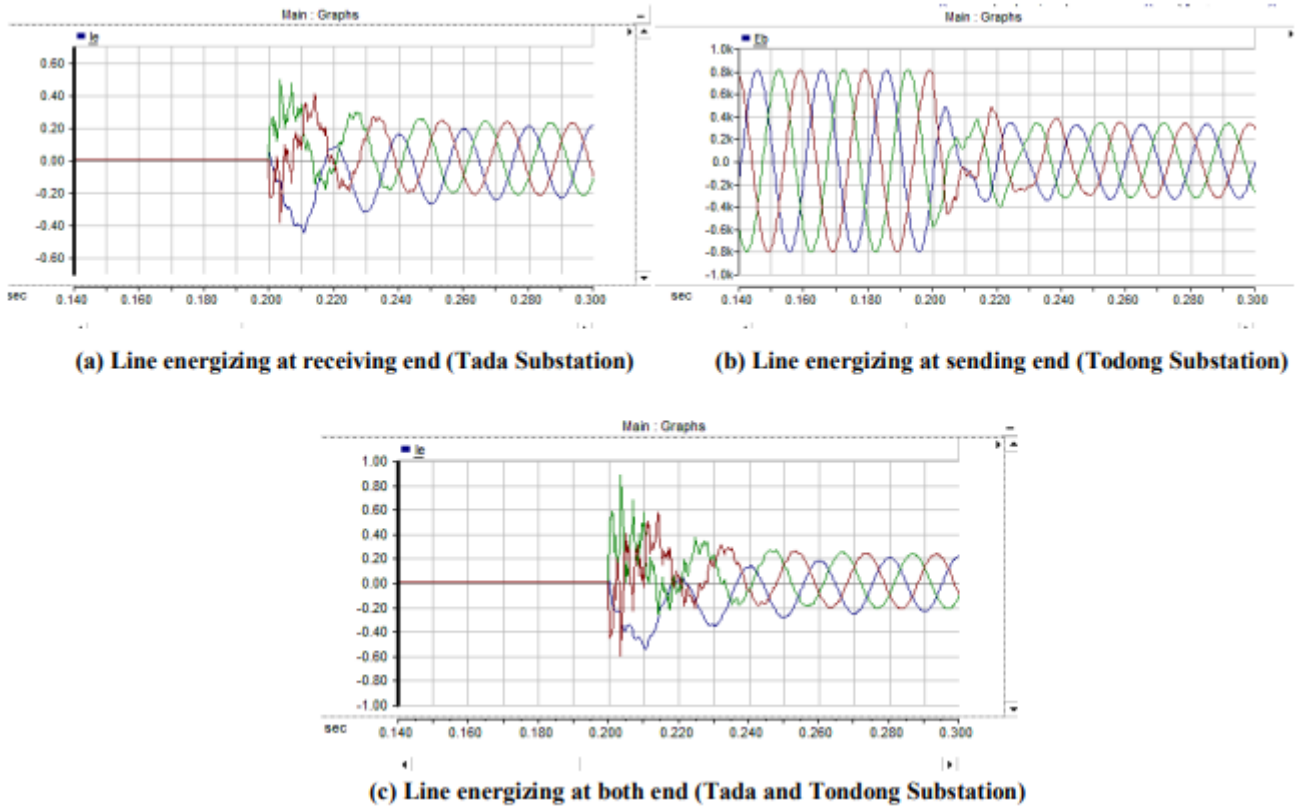 Main : Graphs
Ie
0.60
0.40
0.20
0.00
-0.20
-0.40
-0.60
sec 0.140 0.160 0.180 0.200 0.220 0.240 0.260 0.280 0.300
(a) Line energizing at receiving end (Tada Substation)
Main : Graphs
Eb
1.0k
0.8k
0.6k
0.4k
0.2k
0.0
-0.2k
-0.4k
-0.6k
-0.8k
-1.0k
sec 0.140 0.160 0.180 0.200 0.220 0.240 0.260 0.280 0.300
(b) Line energizing at sending end (Todong Substation)
Main : Graphs
Ie
1.00
0.80
0.60
0.40
0.20
0.00
-0.20
-0.40
-0.60
-0.80
-1.00
sec 0.140 0.160 0.180 0.200 0.220 0.240 0.260 0.280 0.300
(c) Line energizing at both end (Tada and Tondong Substation)